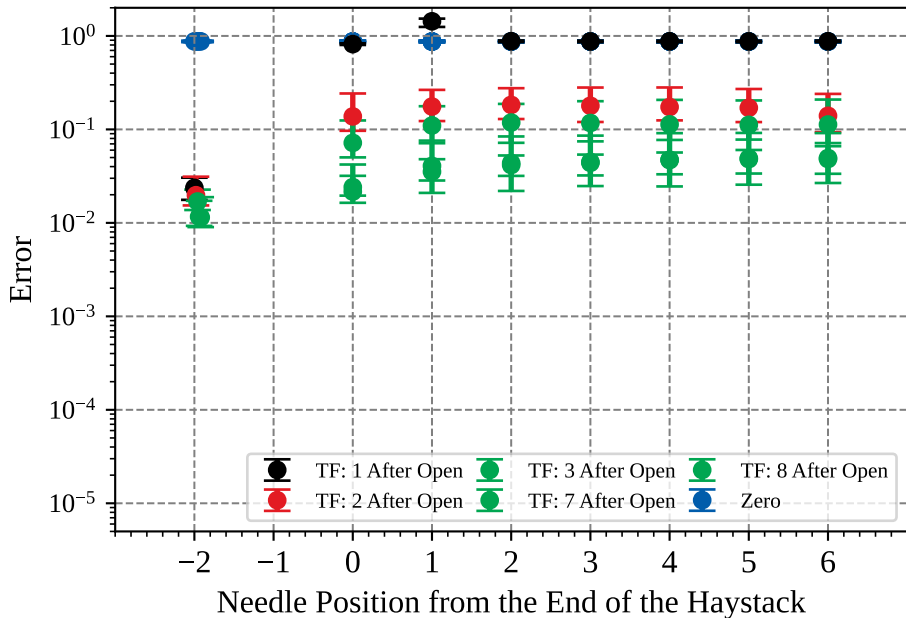 10⁰
10⁻¹
10⁻²
10⁻³
10⁻⁴
10⁻⁵
Error
TF: 1 After Open
TF: 2 After Open
TF: 3 After Open
TF: 7 After Open
TF: 8 After Open
Zero
−2 −1 0 1 2 3 4 5 6
Needle Position from the End of the Haystack